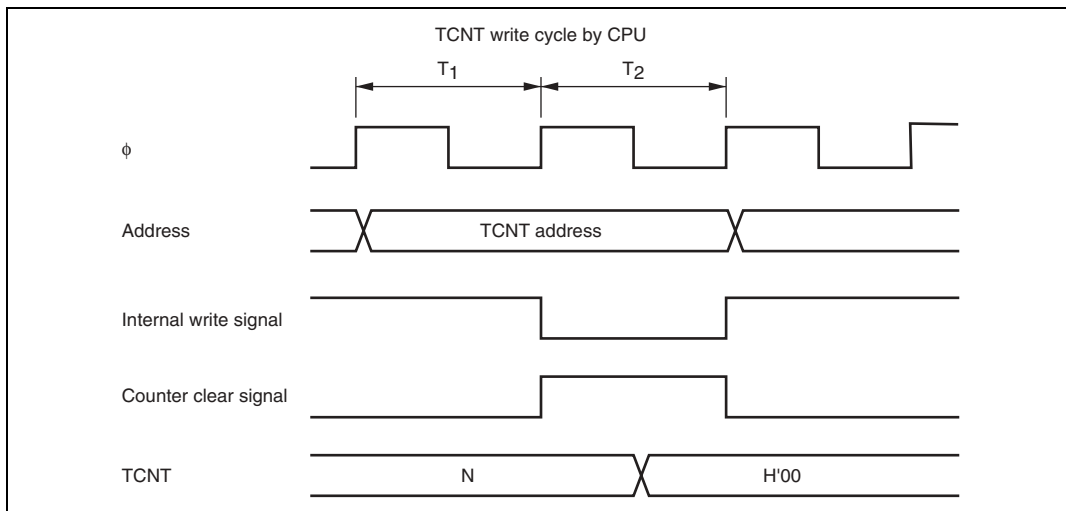 TCNT write cycle by CPU
T1 T2
ϕ
Address TCNT address
Internal write signal
Counter clear signal
TCNT N H'00